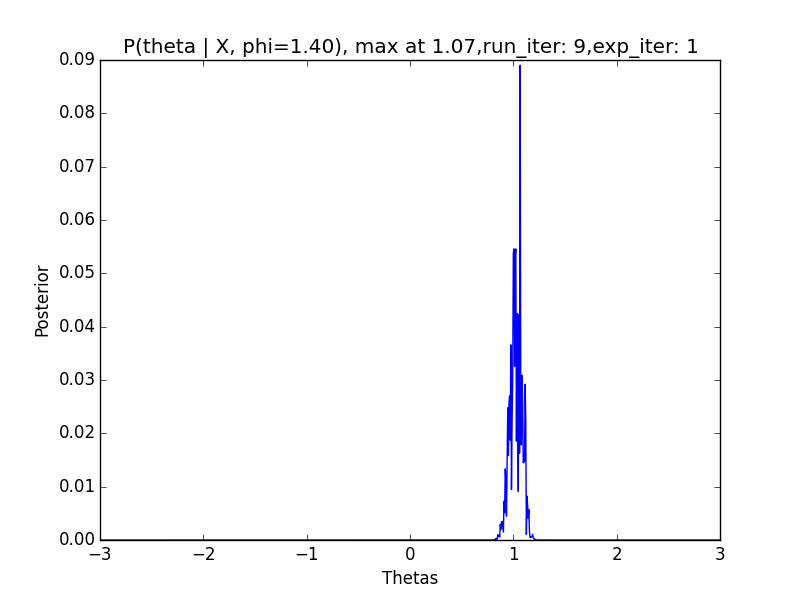 P(theta | X, phi=1.40), max at 1.07,run_iter: 9,exp_iter: 1
0.09
0.08
0.07
0.06
0.05
0.04
0.03
0.02
0.01
0.00
Posterior
−3 −2 −1 0 1 2 3
Thetas